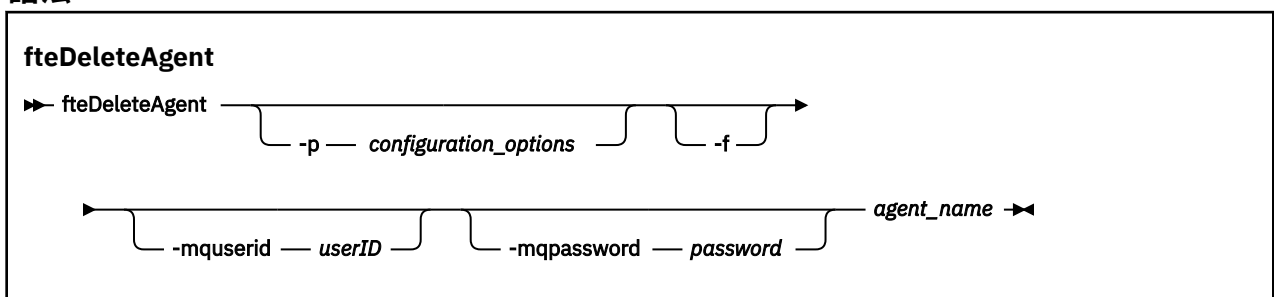 fteDeleteAgent
fteDeleteAgent
-p configuration_options -f
agent_name
-mquserid userID -mqpassword password